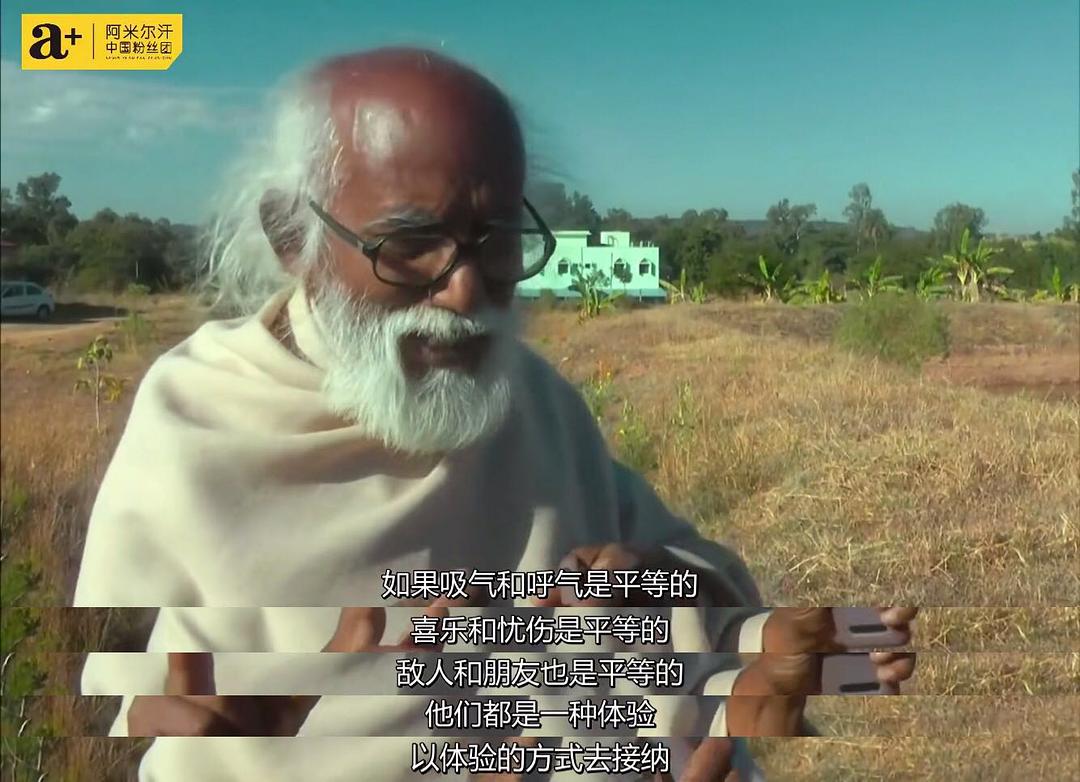 a+
阿米尔汗
中国粉丝团
如果吸气和呼气是平等的
喜乐和忧伤是平等的
敌人和朋友也是平等的
他们都是一种体验
以体验的方式去接纳